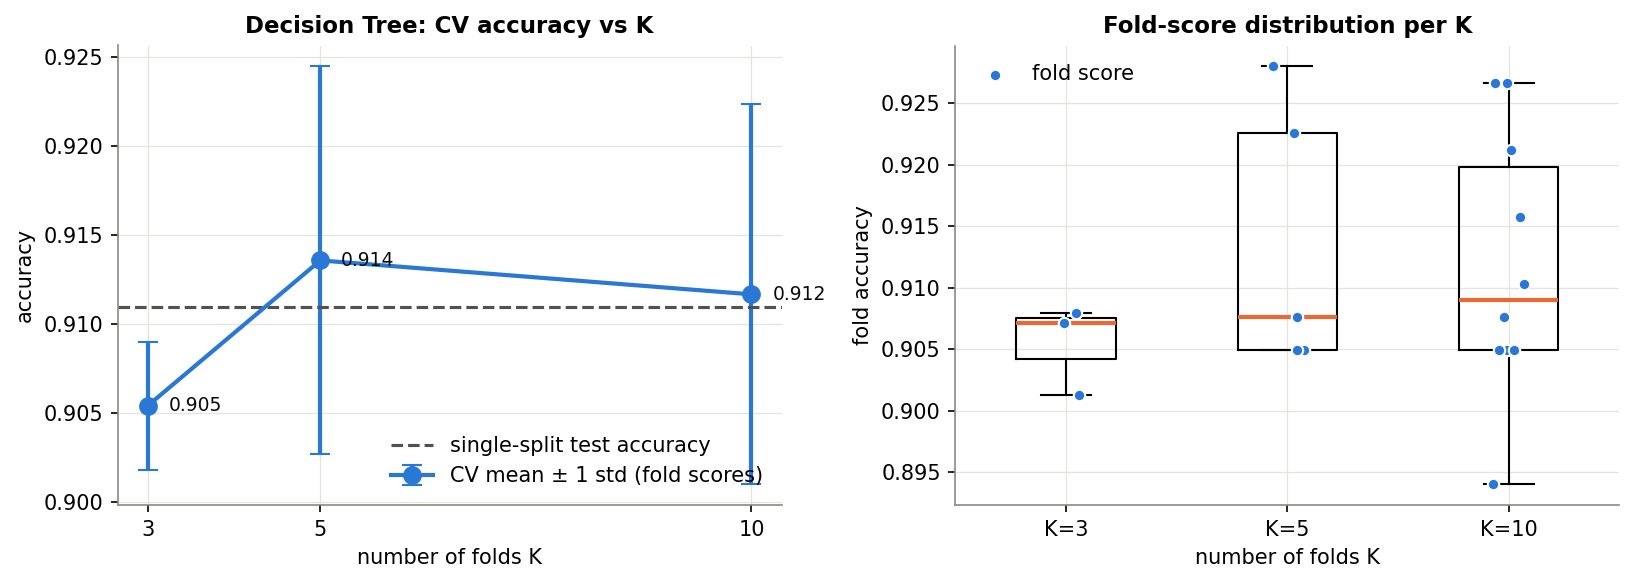 Decision Tree: CV accuracy vs K
accuracy
0.925
0.920
0.915
0.910
0.905
0.900
0.905
0.914
0.912
single-split test accuracy
CV mean ± 1 std (fold scores)
3
5
10
number of folds K
Fold-score distribution per K
fold accuracy
fold score
0.925
0.920
0.915
0.910
0.905
0.900
0.895
K=3
K=5
K=10
number of folds K